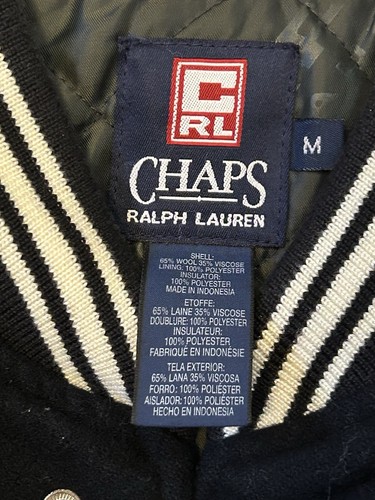 C
RL
CHAPS
RALPH LAUREN
M
SHELL:
65% WOOL 35% VISCOSE
LINING: 100% POLYESTER
INSULATOR:
100% POLYESTER
MADE IN INDONESIA
ETOFFE:
65% LAINE 35% VISCOSE
DOUBLURE: 100% POLYESTER
INSULATEUR:
100% POLYESTER
FABRIQUÉ EN INDONÉSIE
TELA EXTERIOR:
65% LANA 35% VISCOSA
FORRO: 100% POLIÉSTER
AISLADOR: 100% POLIÉSTER
HECHO EN INDONESIA